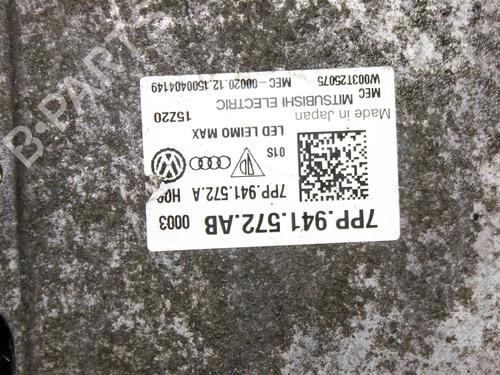 7PP.941.572.AB
0003
7PP.941.572.A H09
01S
LED LEIMO MAX
15Z20
Made in Japan
MITSUBISHI ELECTRIC
MEC
W003T25075
MEC-00020.12.1500404149
B-PARTS